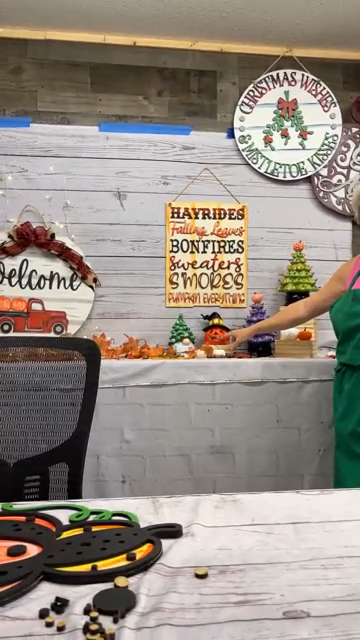 CHRISTMAS WISHES
& MISTLETOE KISSES
HAYRIDES
Falling Leaves
BONFIRES
sweaters
S'MORES
PUMPKIN EVERYTHING
Welcome